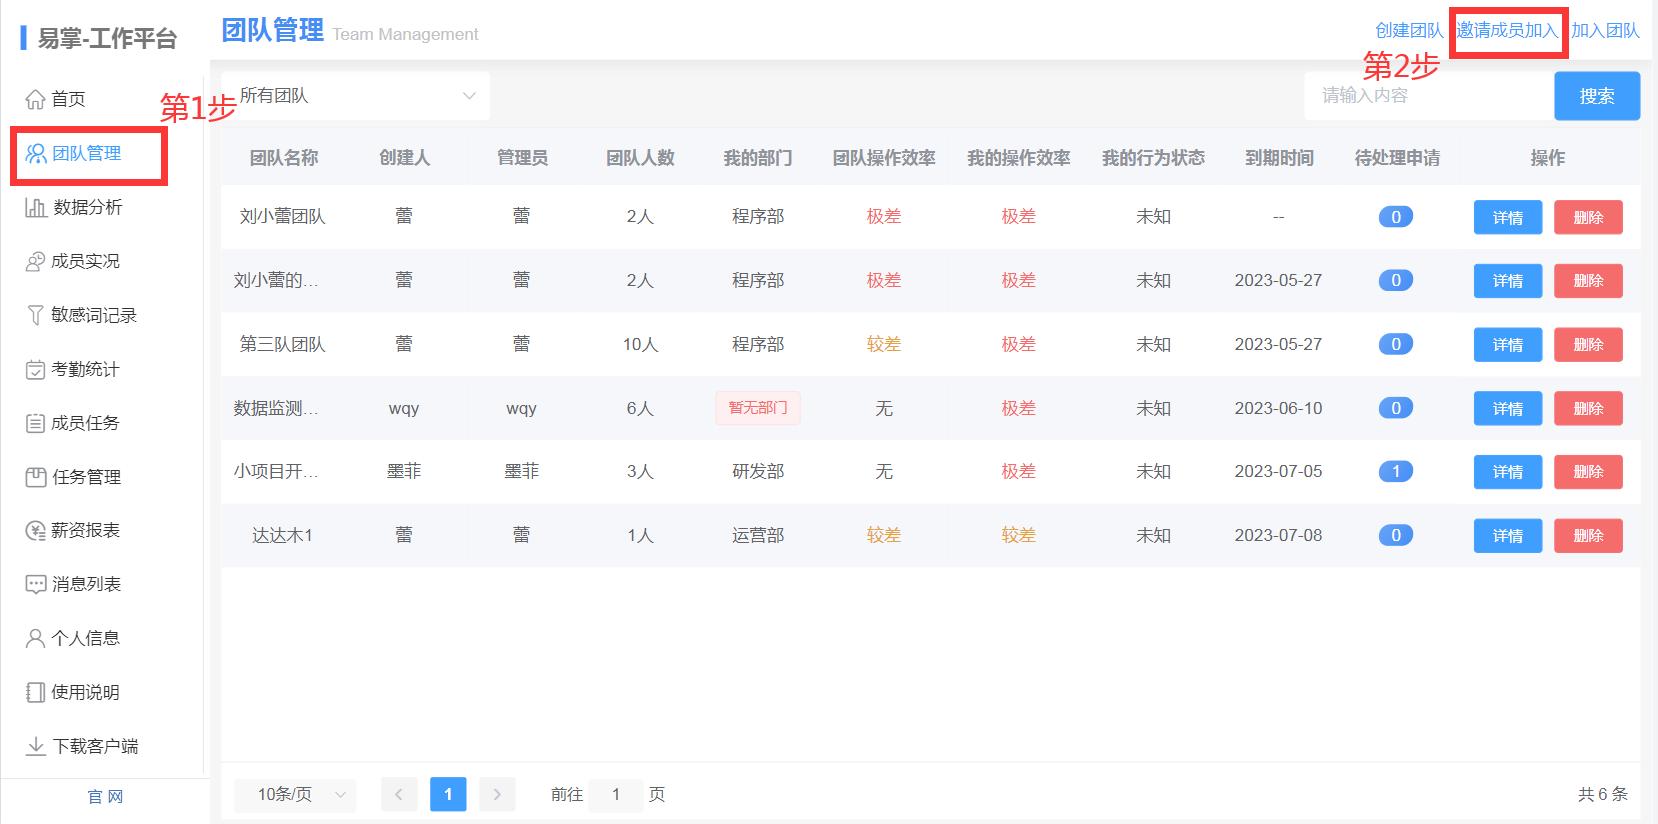 易掌-工作平台
首页
团队管理
数据分析
成员实况
敏感词记录
考勤统计
成员任务
任务管理
薪资报表
消息列表
个人信息
使用说明
下载客户端
官 网
第1步
团队管理 Team Management
创建团队 邀请成员加入 加入团队
第2步
所有团队
请输入内容 搜索
团队名称 创建人 管理员 团队人数 我的部门 团队操作效率 我的操作效率 我的行为状态 到期时间 待处理申请 操作
刘小蕾团队 蕾 蕾 2人 程序部 极差 极差 未知 -- 0 详情 删除
刘小蕾的... 蕾 蕾 2人 程序部 极差 极差 未知 2023-05-27 0 详情 删除
第三队团队 蕾 蕾 10人 程序部 较差 极差 未知 2023-05-27 0 详情 删除
数据监测... wqy wqy 6人 暂无部门 无 极差 未知 2023-06-10 0 详情 删除
小项目开... 墨菲 墨菲 3人 研发部 无 极差 未知 2023-07-05 1 详情 删除
达达木1 蕾 蕾 1人 运营部 较差 较差 未知 2023-07-08 0 详情 删除
10条/页 1 前往 1 页 共 6 条